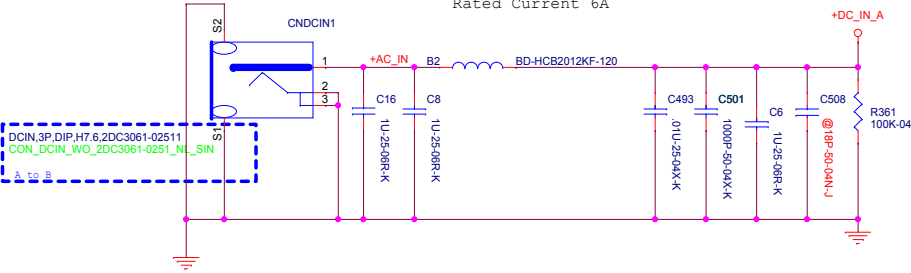 Rated Current 6A
+DC_IN_A
S2
CNDCIN1
1
+AC_IN
B2
BD-HCB2012KF-120
2
3
C16
1U-25-06R-K
C8
1U-25-06R-K
C493
.01U-25-04X-K
C501
1000P-50-04X-K
C6
1U-25-06R-K
C508
@18P-50-04N-J
R361
100K-04
S1
DCIN,3P,DIP,H7.6,2DC3061-02511
CON_DCIN_WO_2DC3061-0251_NL_SIN
A to B